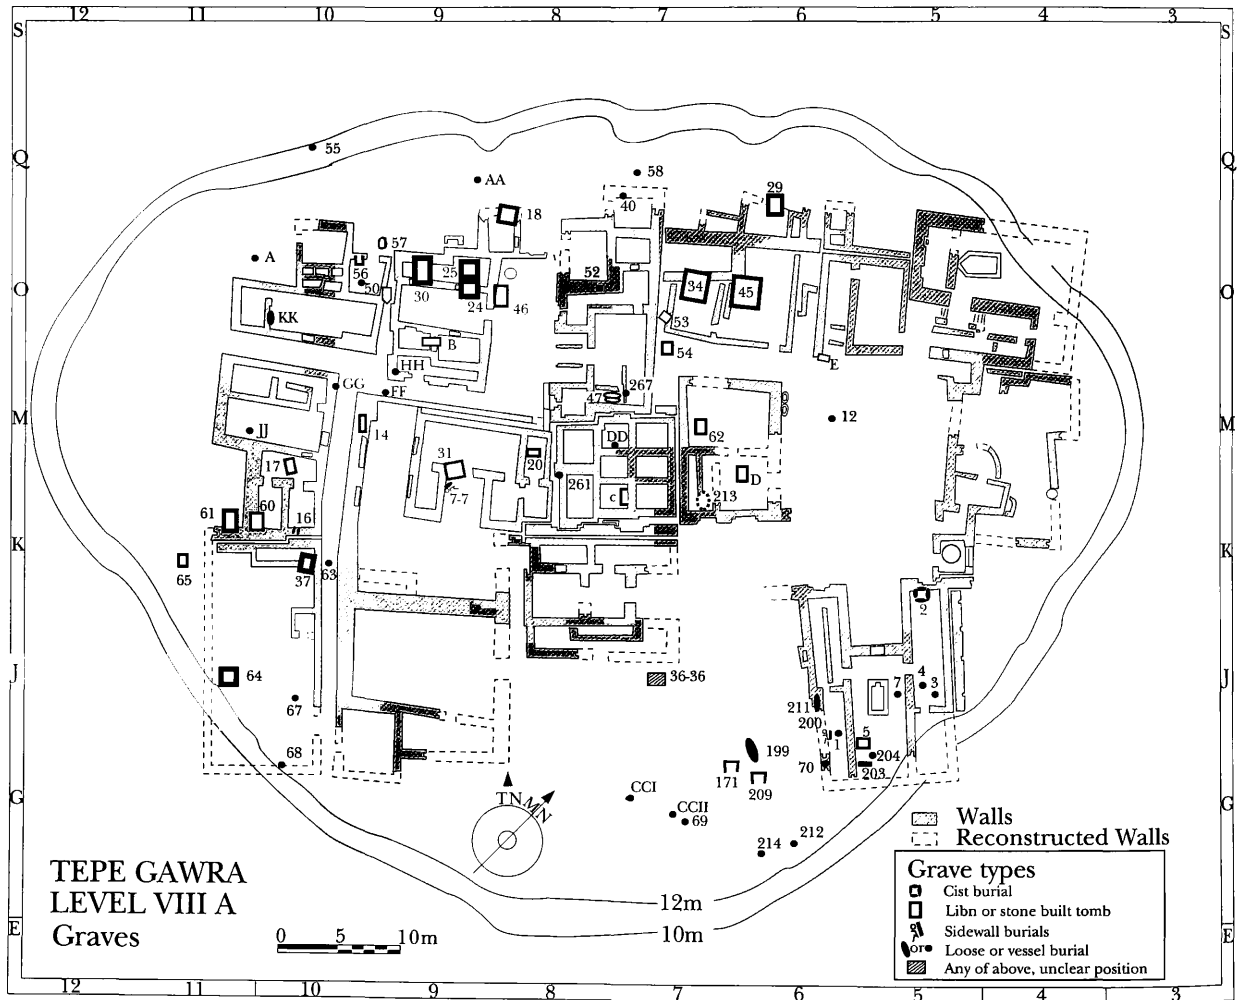 12 11 10 9 8 7 6 5 4 3
S S
55
Q Q
AA
58
40
29
18
57
A
56
50
25
52
30
24
46
34
45
O O
KK
53
B
54
E
HH
GG
FF
267
47
M M
12
14
JJ
DD
62
31
20
17
D
261
c
213
7-7
61
60
16
K K
65
37
63
2
J J
64
36-36
4
7
3
67
211
200
1
5
199
204
68
70
203
171
209
G G
CCI
TN MN
CCII
69
212
214
Walls
Reconstructed Walls
TEPE GAWRA
LEVEL VIII A
Graves
Grave types
Cist burial
Libn or stone built tomb
Sidewall burials
or
Loose or vessel burial
Any of above, unclear position
12m
10m
E E
0 5 10m
12 11 10 9 8 7 6 5 4 3